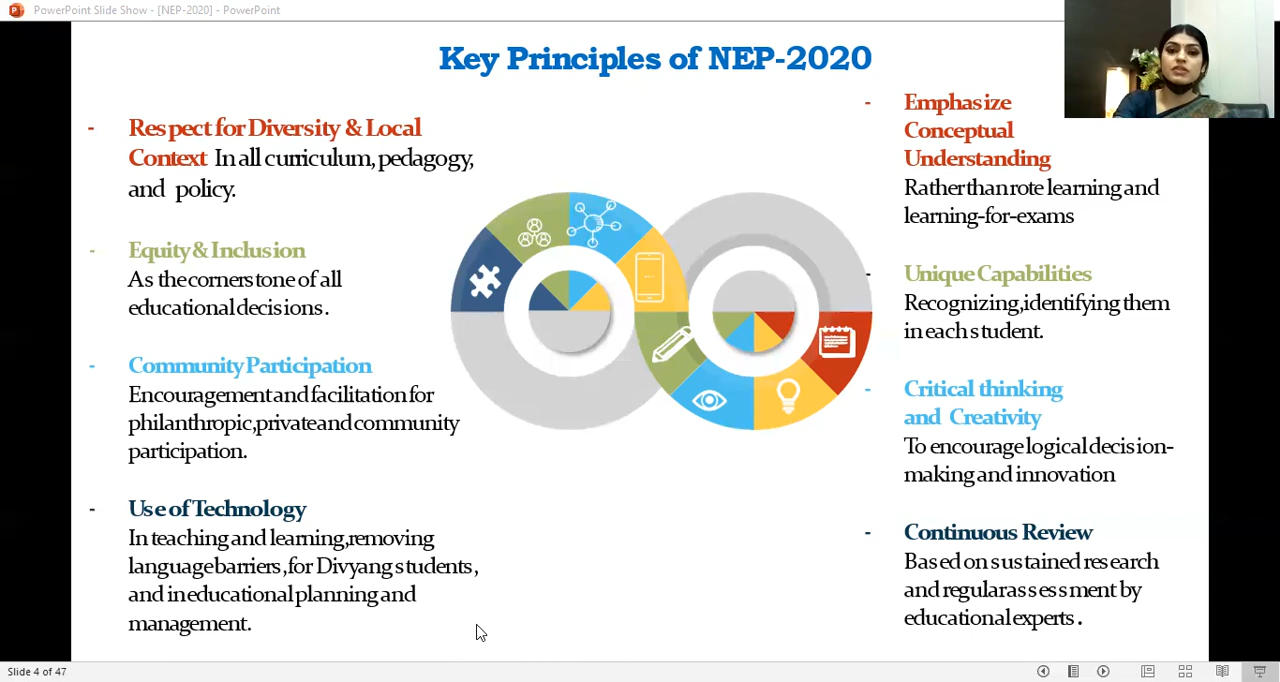 PowerPoint Slide Show - [NEP-2020] - PowerPoint
Key Principles of NEP-2020
- Respect for Diversity & Local
Context In all curriculum, pedagogy,
and policy.
- Equity & Inclusion
As the cornerstone of all
educational decisions.
- Community Participation
Encouragement and facilitation for
philanthropic, private and community
participation.
- Use of Technology
In teaching and learning, removing
language barriers, for Divyang students,
and in educational planning and
management.
- Emphasize
Conceptual
Understanding
Rather than rote learning and
learning-for-exams
- Unique Capabilities
Recognizing, identifying them
in each student.
- Critical thinking
and Creativity
To encourage logical decision-
making and innovation
- Continuous Review
Based on sustained research
and regular assessment by
educational experts.
Slide 4 of 47